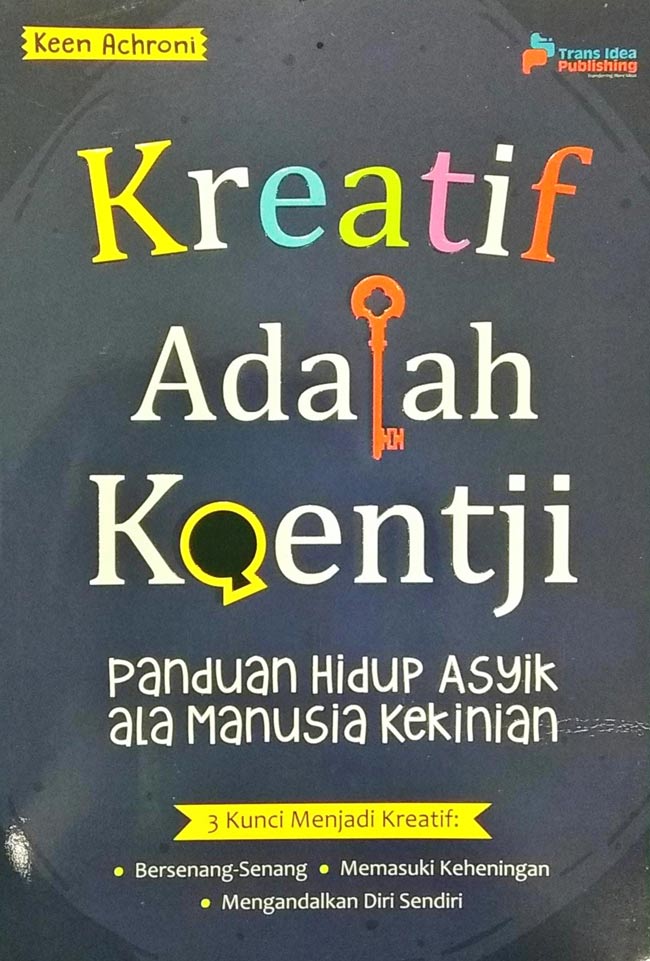 Keen Achroni
Trans Idea
Publishing
Kreatif
Adalah
Koentji
Panduan Hidup Asyik
ala Manusia Kekinian
3 Kunci Menjadi Kreatif:
• Bersenang-Senang • Memasuki Keheningan
• Mengandalkan Diri Sendiri